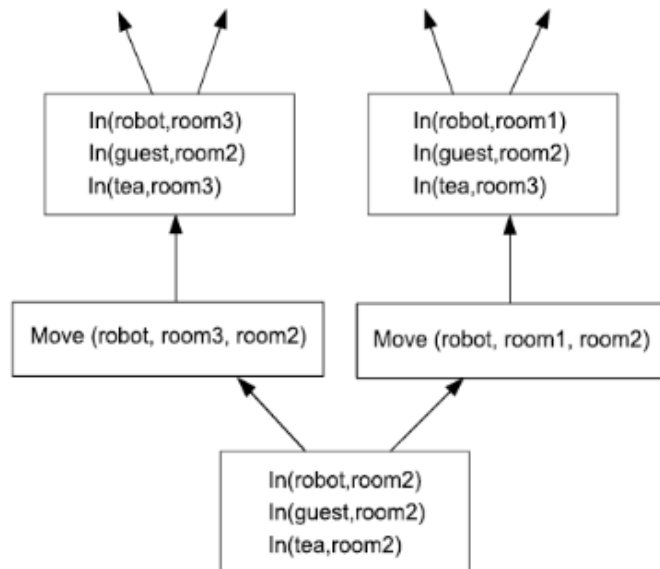 In(robot,room3)
In(guest,room2)
In(tea,room3)
In(robot,room1)
In(guest,room2)
In(tea,room3)
Move (robot, room3, room2)
Move (robot, room1, room2)
In(robot,room2)
In(guest,room2)
In(tea,room2)